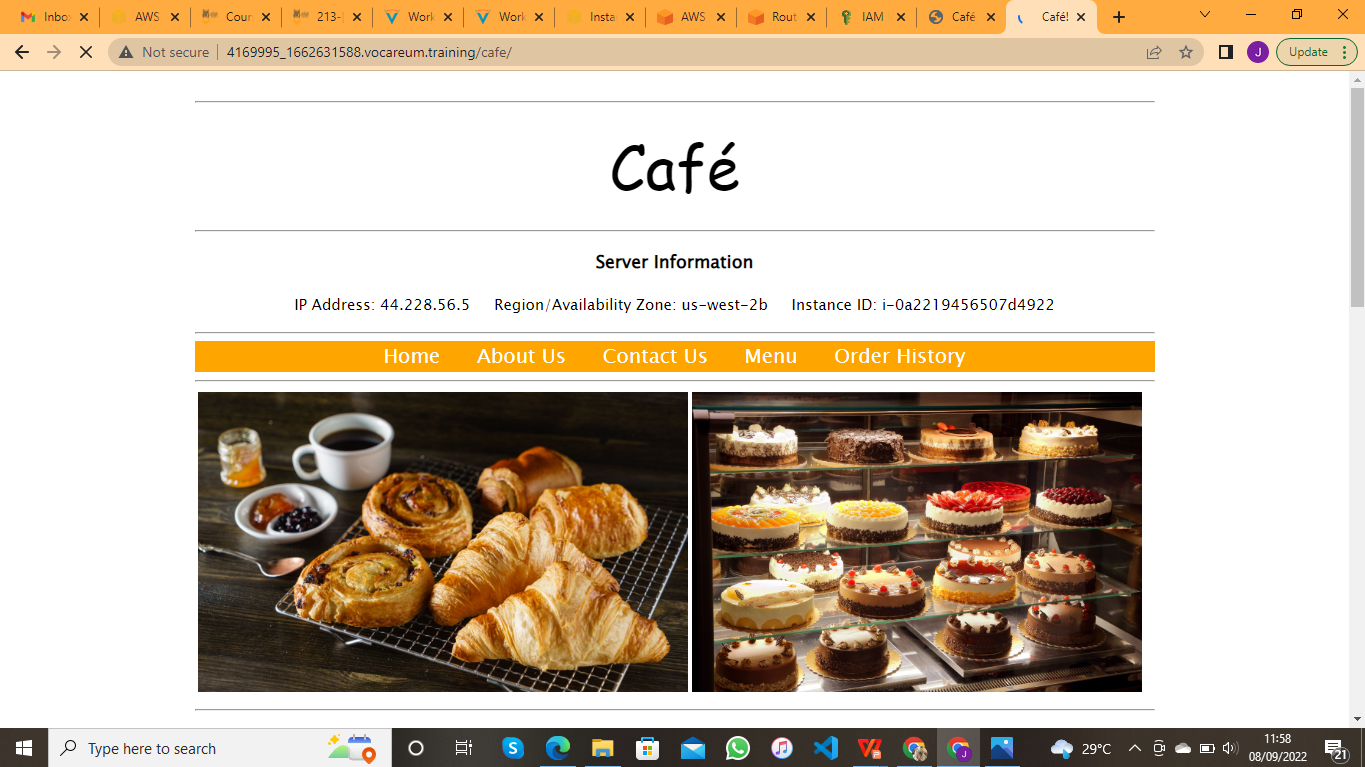 Inbo AWS Cour 213- Work Work Insta AWS Rout IAM Café Café!
Not secure 4169995_1662631588.vocareum.training/cafe/ J Update
Café
Server Information
IP Address: 44.228.56.5 Region/Availability Zone: us-west-2b Instance ID: i-0a2219456507d4922
Home About Us Contact Us Menu Order History
Type here to search
29°C
11:58
08/09/2022
21